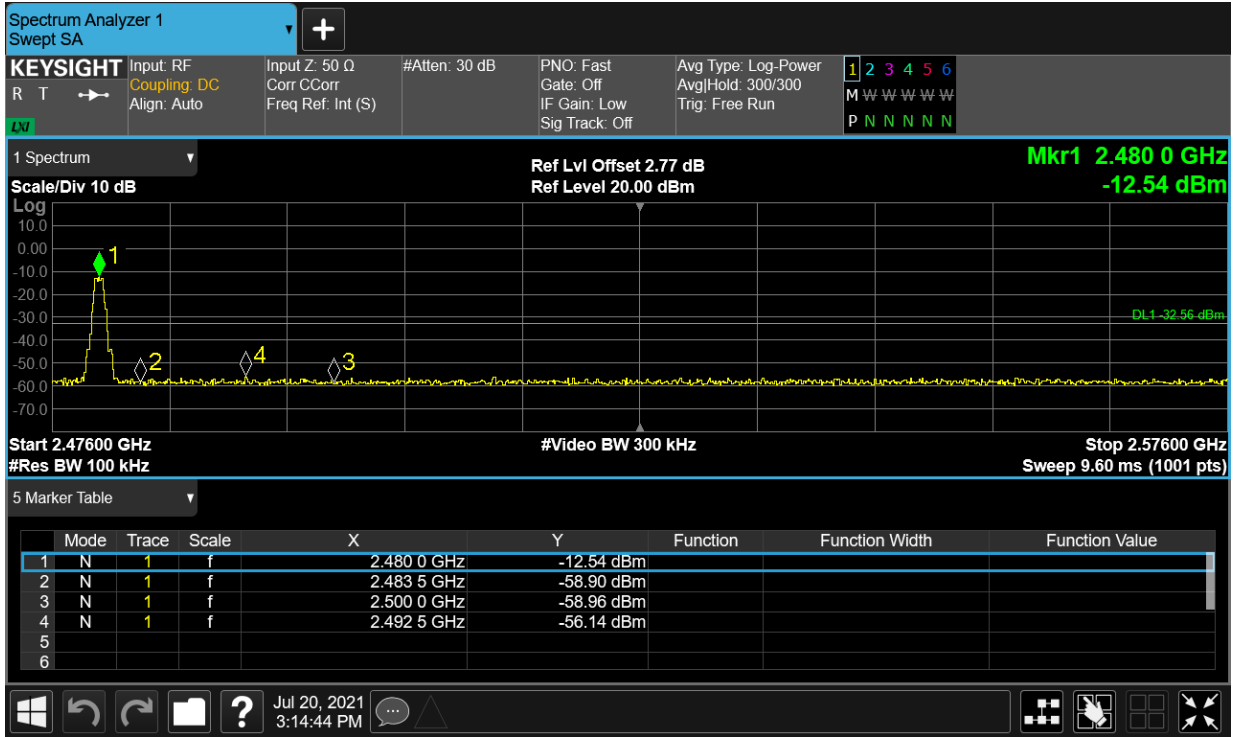 Spectrum Analyzer 1
Swept SA
KEYSIGHT
R T
LXI
Input: RF
Coupling: DC
Align: Auto
Input Z: 50 Ω
Corr CCorr
Freq Ref: Int (S)
#Atten: 30 dB
PNO: Fast
Gate: Off
IF Gain: Low
Sig Track: Off
Avg Type: Log-Power
Avg|Hold: 300/300
Trig: Free Run
1 2 3 4 5 6
M W W W W W
P N N N N N
1 Spectrum
Scale/Div 10 dB
Ref Lvl Offset 2.77 dB
Ref Level 20.00 dBm
Mkr1 2.480 0 GHz
-12.54 dBm
Log
10.0
0.00
-10.0
-20.0
-30.0
-40.0
-50.0
-60.0
-70.0
1
2
4
3
DL1 -32.56 dBm
Start 2.47600 GHz
#Res BW 100 kHz
#Video BW 300 kHz
Stop 2.57600 GHz
Sweep 9.60 ms (1001 pts)
5 Marker Table
Mode Trace Scale X Y Function Function Width Function Value
1 N 1 f 2.480 0 GHz -12.54 dBm
2 N 1 f 2.483 5 GHz -58.90 dBm
3 N 1 f 2.500 0 GHz -58.96 dBm
4 N 1 f 2.492 5 GHz -56.14 dBm
5
6
?
Jul 20, 2021
3:14:44 PM